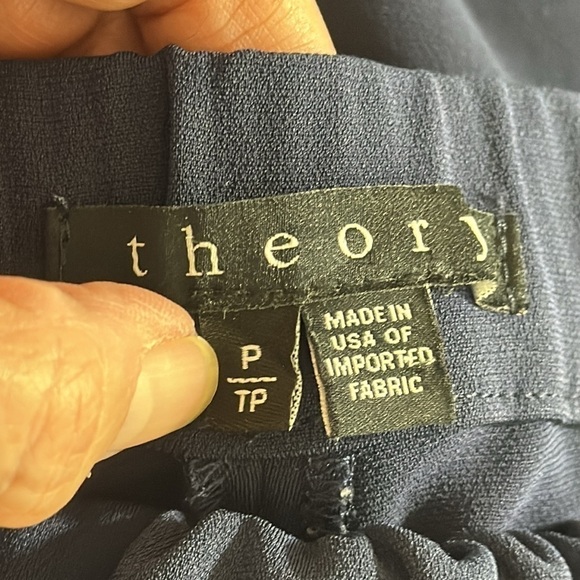 theory
P
TP
MADE IN
USA OF
IMPORTED
FABRIC